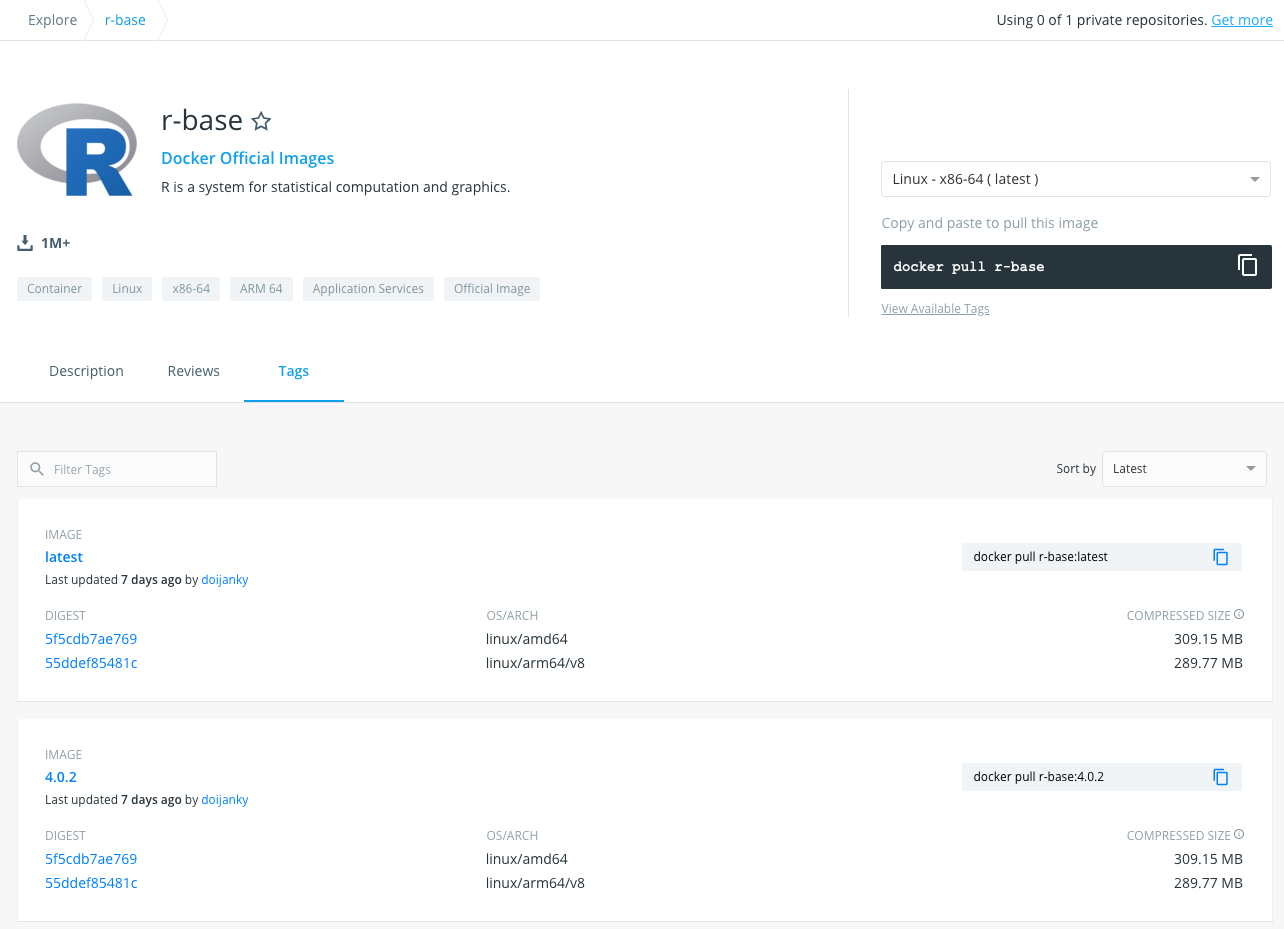 Explore r-base Using 0 of 1 private repositories. Get more
R
r-base
Docker Official Images
R is a system for statistical computation and graphics.
1M+
Container Linux x86-64 ARM 64 Application Services Official Image
Linux - x86-64 ( latest )
Copy and paste to pull this image
docker pull r-base
View Available Tags
Description Reviews Tags
Filter Tags Sort by Latest
IMAGE
latest
Last updated 7 days ago by doijanky
docker pull r-base:latest
DIGEST OS/ARCH COMPRESSED SIZE
5f5cdb7ae769 linux/amd64 309.15 MB
55ddef85481c linux/arm64/v8 289.77 MB
IMAGE
4.0.2
Last updated 7 days ago by doijanky
docker pull r-base:4.0.2
DIGEST OS/ARCH COMPRESSED SIZE
5f5cdb7ae769 linux/amd64 309.15 MB
55ddef85481c linux/arm64/v8 289.77 MB